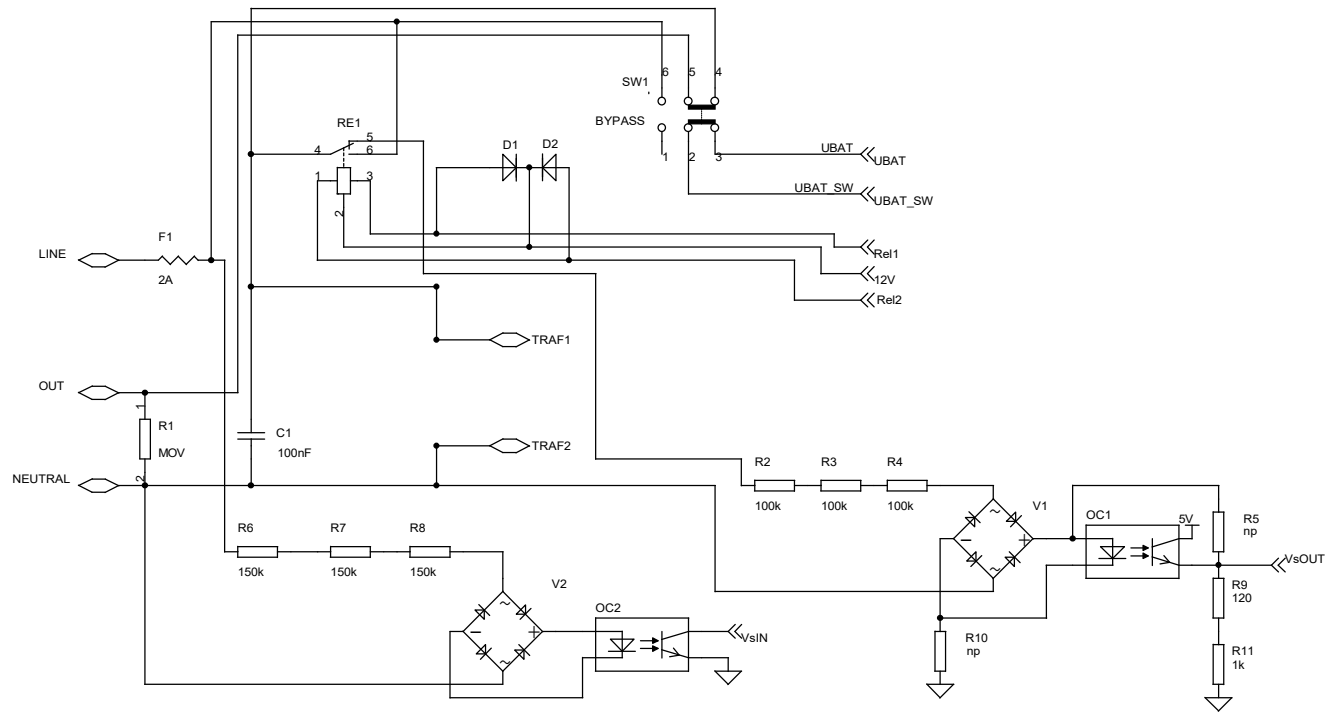 6 5 4
SW1
BYPASS
1 2 3
RE1
5
4 6
1 3
2
D1 D2
UBAT
UBAT
UBAT_SW
UBAT_SW
Rel1
12V
Rel2
F1
LINE
2A
TRAF1
OUT
1
R1
MOV
2
C1
100nF
TRAF2
NEUTRAL
R2 R3 R4
100k 100k 100k
V1
~
+
−
~
OC1
5V
R5
np
VsOUT
R9
120
R11
1k
R10
np
R6 R7 R8
150k 150k 150k
V2
~
−
+
~
OC2
VsIN